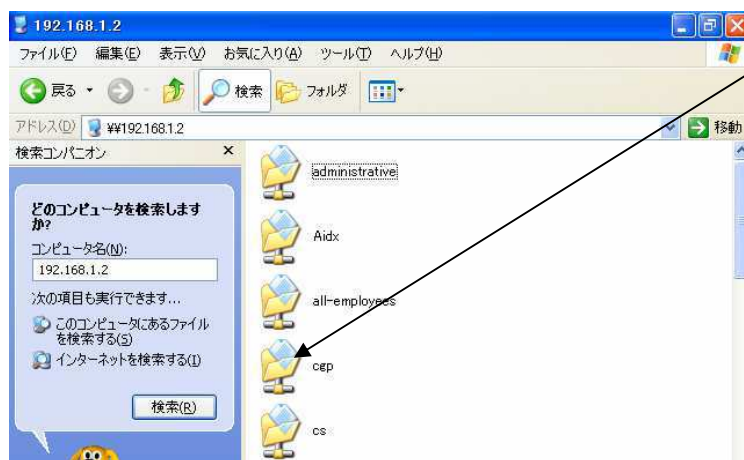 192.168.1.2
ファイル(F) 編集(E) 表示(V) お気に入り(A) ツール(T) ヘルプ(H)
戻る 検索 フォルダ
アドレス(D) ¥¥192.168.1.2 移動
検索コンパニオン ×
どのコンピュータを検索します
か?
コンピュータ名(N):
192.168.1.2
次の項目も実行できます...
このコンピュータにあるファイル
を検索する(S)
インターネットを検索する(I)
検索(R)
administrative
Aidx
all-employees
cgp
cs